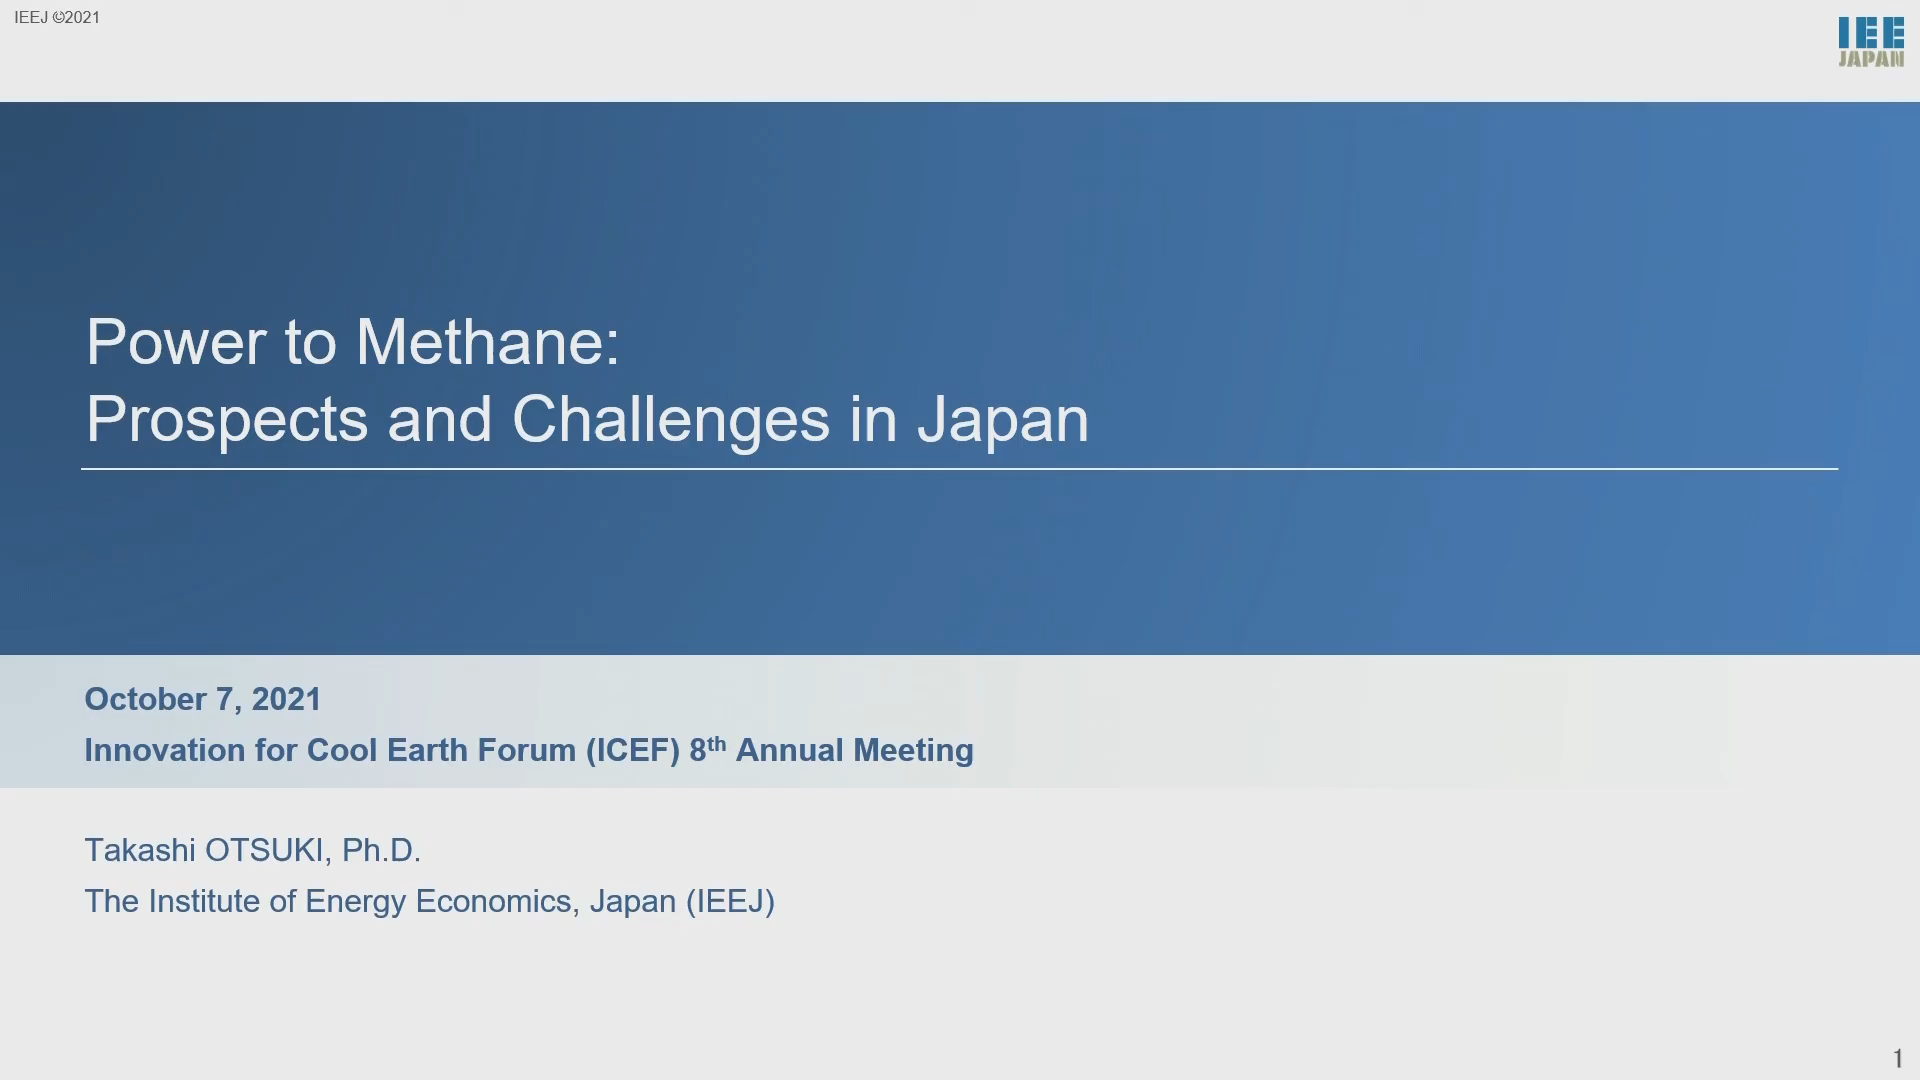 IEEJ ©2021
IEE
JAPAN
Power to Methane:
Prospects and Challenges in Japan
October 7, 2021
Innovation for Cool Earth Forum (ICEF) 8th Annual Meeting
Takashi OTSUKI, Ph.D.
The Institute of Energy Economics, Japan (IEEJ)
1